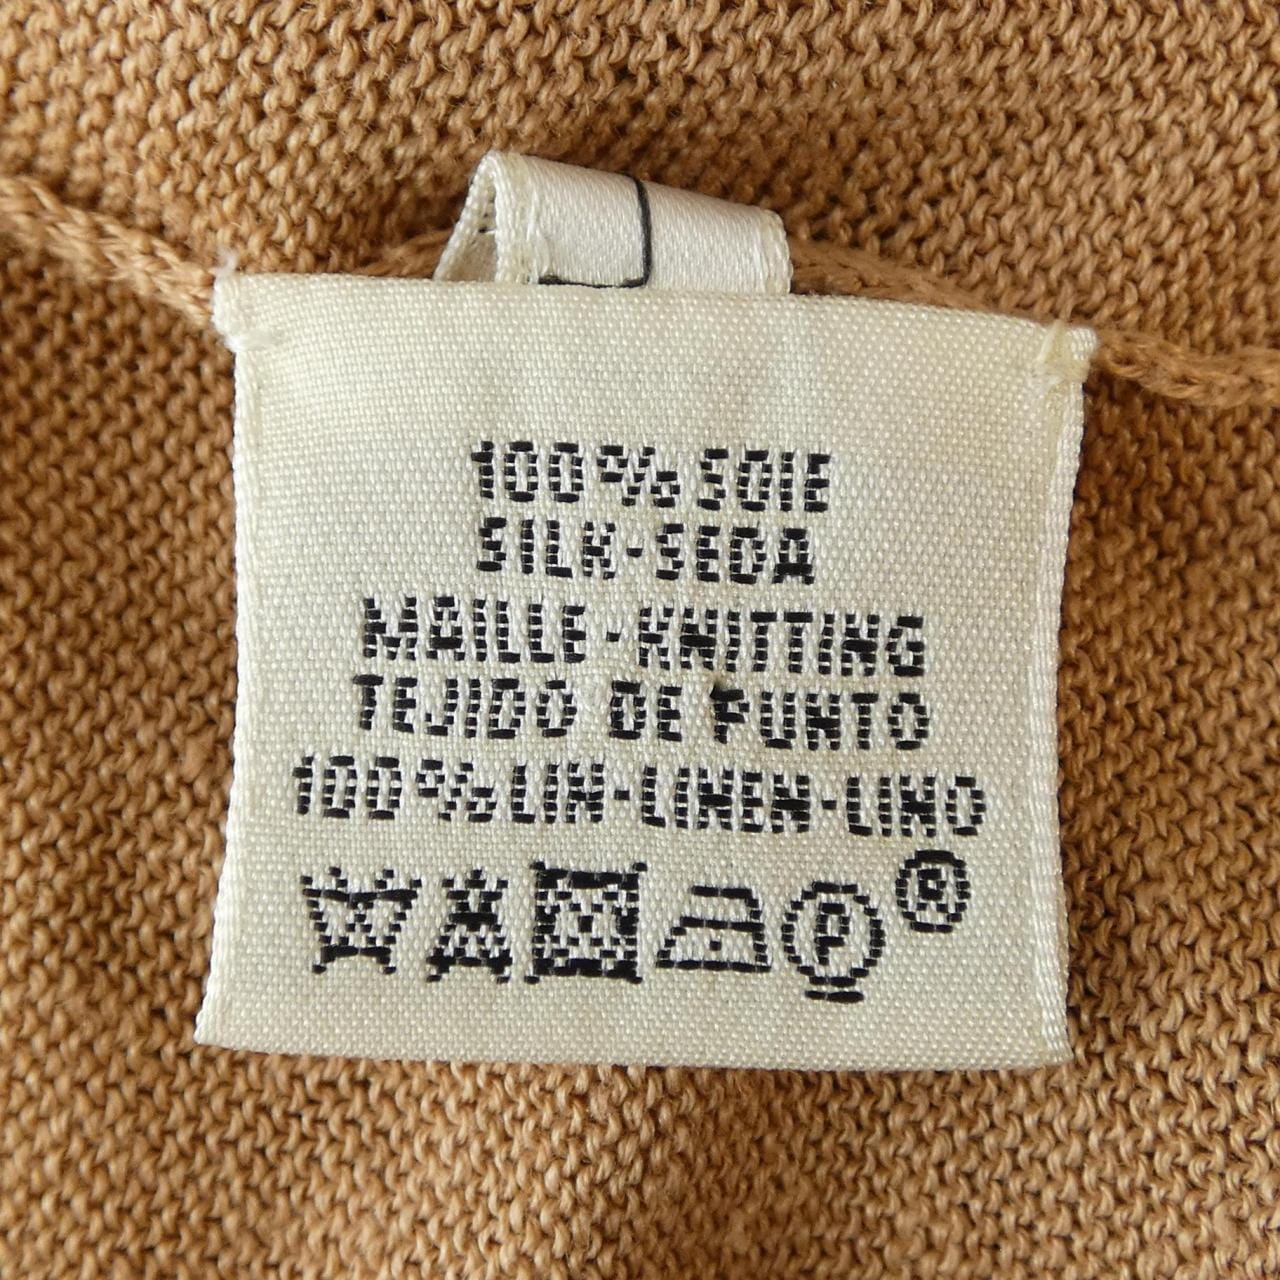 100% SOIE
SILK-SEDA
MAILLE-KNITTING
TEJIDO DE PUNTO
100% LIN-LINEN-LINO
P ®